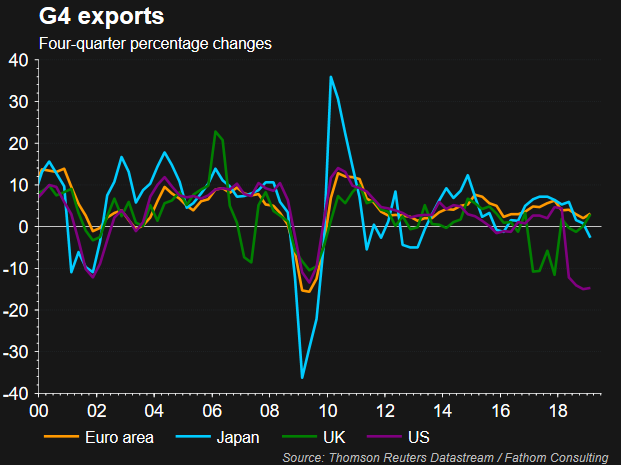 G4 exports
Four-quarter percentage changes
40
30
20
10
0
-10
-20
-30
-40
00 02 04 06 08 10 12 14 16 18
Euro area Japan UK US
Source: Thomson Reuters Datastream / Fathom Consulting